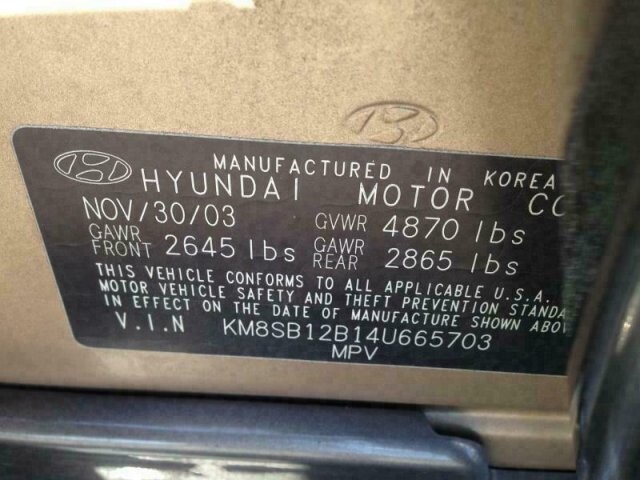 MANUFACTURED IN KOREA
HYUNDAI MOTOR CO
NOV/30/03 GVWR 4870 lbs
GAWR FRONT 2645 lbs GAWR REAR 2865 lbs
THIS VEHICLE CONFORMS TO ALL APPLICABLE U.S.A.
MOTOR VEHICLE SAFETY AND THEFT PREVENTION STANDA
IN EFFECT ON THE DATE OF MANUFACTURE SHOWN ABOV
V.I.N KM8SB12B14U665703
MPV